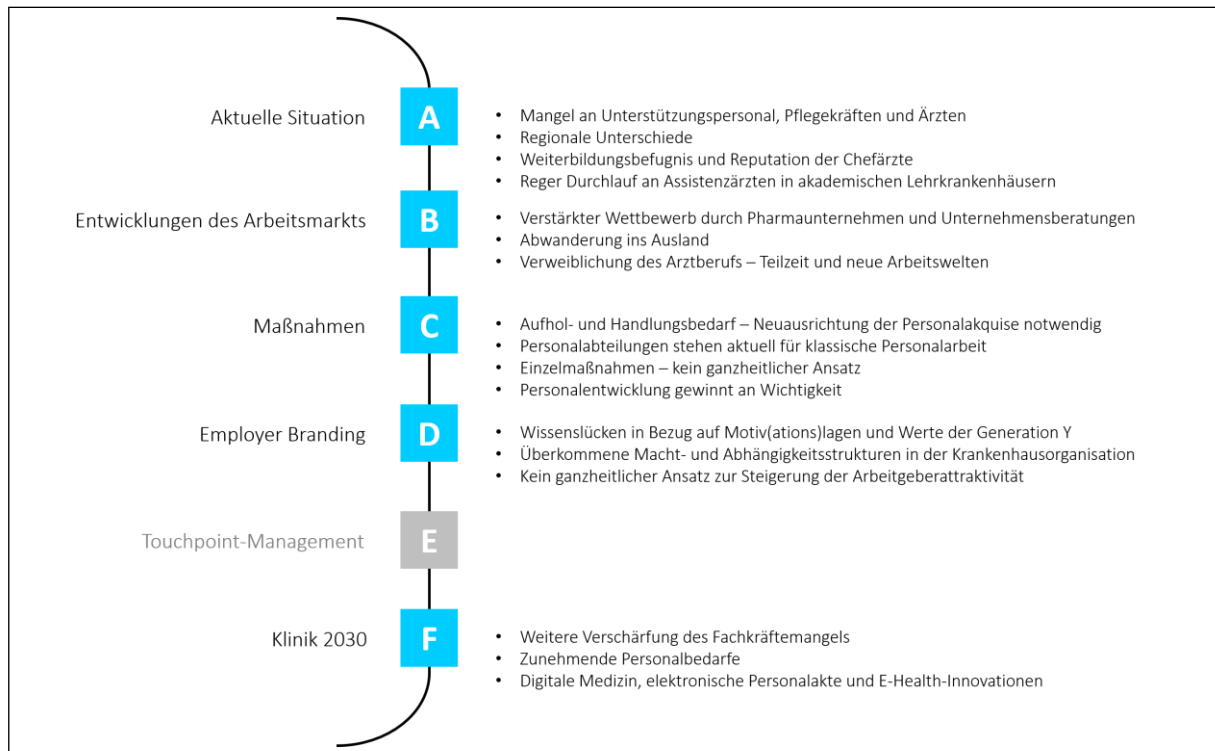 Aktuelle Situation
A
• Mangel an Unterstützungspersonal, Pflegekräften und Ärzten
• Regionale Unterschiede
• Weiterbildungsbefugnis und Reputation der Chefärzte
• Reger Durchlauf an Assistenzärzten in akademischen Lehrkrankenhäusern
Entwicklungen des Arbeitsmarkts
B
• Verstärkter Wettbewerb durch Pharmaunternehmen und Unternehmensberatungen
• Abwanderung ins Ausland
• Verweiblichung des Arztberufs – Teilzeit und neue Arbeitswelten
Maßnahmen
C
• Aufhol- und Handlungsbedarf – Neuausrichtung der Personalakquise notwendig
• Personalabteilungen stehen aktuell für klassische Personalarbeit
• Einzelmaßnahmen – kein ganzheitlicher Ansatz
• Personalentwicklung gewinnt an Wichtigkeit
Employer Branding
D
• Wissenslücken in Bezug auf Motiv(ations)lagen und Werte der Generation Y
• Überkommene Macht- und Abhängigkeitsstrukturen in der Krankenhausorganisation
• Kein ganzheitlicher Ansatz zur Steigerung der Arbeitgeberattraktivität
Touchpoint-Management
E
Klinik 2030
F
• Weitere Verschärfung des Fachkräftemangels
• Zunehmende Personalbedarfe
• Digitale Medizin, elektronische Personalakte und E-Health-Innovationen